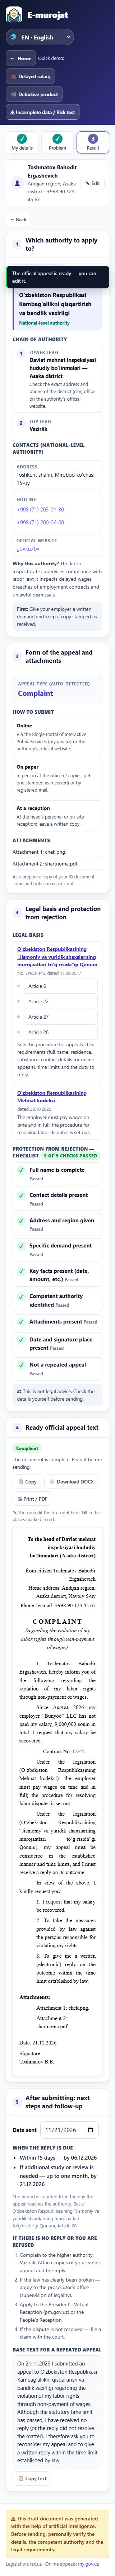 E-murojat
EN · English
← Home
Quick demo:
Delayed salary
Defective product
Incomplete data / Risk test
My details
Problem
3
Result
Toshmatov Bahodir
Ergashevich
Andijan region, Asaka
district · +998 90 123
45 67
Edit
← Back
1
Which authority to apply
to?
The official appeal is ready — you can
edit it.
O'zbekiston Respublikasi
Kambag'allikni qisqartirish
va bandlik vazirligi
National-level authority
CHAIN OF AUTHORITY
1
LOWER LEVEL
Davlat mehnat inspeksiyasi
hududiy bo'linmalari —
Asaka district
Check the exact address and
the district (city) office
on the authority's official
website.
2
TOP LEVEL
Vazirlik
CONTACTS (NATIONAL-LEVEL
AUTHORITY)
ADDRESS
Toshkent shahri, Mirobod ko'chasi,
15-uy
HOTLINE
+998 (71) 203-01-30
+998 (71) 200-06-00
OFFICIAL WEBSITE
gov.uz/bv
Why this authority? The labor
inspectorate supervises compliance with
labor law. It resolves wage delays,
breaches of employment contracts and
unlawful dismissals.
First: Give your employer a written
demand and keep a copy stamped as
received.
2
Form of the appeal and
attachments
APPEAL TYPE (AUTO-DETECTED)
Complaint
HOW TO SUBMIT
Online
Via the Single Portal of Interactive
Public Services (my.gov.uz) or the
authority's official website.
On paper
In person at the office (2 copies, get
one stamped as received) or by
registered mail.
At a reception
At the head's personal or on-site
reception; leave a written copy.
ATTACHMENTS
Attachment 1: chek.png.
Attachment 2: shartnoma.pdf.
Also prepare a copy of your ID document —
some authorities may ask for it.
3
Legal basis and protection
from rejection
LEGAL BASIS
O'zbekiston Respublikasining
"Jismoniy va yuridik shaxslarning
murojaatlari to'g'risida"gi Qonuni
No. O'RQ-445, dated 11.09.2017
Article 6
Article 22
Article 27
Article 28
Sets the procedure for appeals, their
requirements (full name, residence,
content, contact details for online
appeals), time limits and the duty to
reply.
O'zbekiston Respublikasining
Mehnat kodeksi
dated 28.10.2022
The employer must pay wages on
time and in full; the procedure for
resolving labor disputes is set out.
PROTECTION FROM REJECTION —
CHECKLIST
9 OF 9 CHECKS PASSED
Full name is complete
Passed
Contact details present
Passed
Address and region given
Passed
Specific demand present
Passed
Key facts present (date,
amount, etc.) Passed
Competent authority
identified Passed
Attachments present Passed
Date and signature place
present Passed
Not a repeated appeal
Passed
This is not legal advice. Check the
details yourself before sending.
4
Ready official appeal text
Complaint
The document is complete. Read it before
sending.
Copy
Download DOCX
Print / PDF
You can edit the text right here. Fill in the
places marked in red.
To the head of Davlat mehnat
inspeksiyasi hududiy
bo'linmalari (Asaka district)
from citizen Toshmatov Bahodir
Ergashevich
Home address: Andijan region,
Asaka district, Navoiy 5-uy
Phone / e-mail: +998 90 123 45 67
COMPLAINT
(regarding the violation of my
labor rights through non-payment
of wages)
I, Toshmatov Bahodir
Ergashevich, hereby inform you of
the following regarding the
violation of my labor rights
through non-payment of wages.
Since August 2026 my
employer "Bunyod" LLC has not
paid my salary, 9,000,000 soums
in total. I request that my salary
be recovered.
— Contract No. 12/45.
Under the legislation
(O'zbekiston Respublikasining
Mehnat kodeksi); the employer
must pay wages on time and in
full; the procedure for resolving
labor disputes is set out.
Under the legislation
(O'zbekiston Respublikasining
"Jismoniy va yuridik shaxslarning
murojaatlari to'g'risida"gi
Qonuni), my appeal must be
considered in the established
manner and time limits, and I am
entitled to a reply.
In view of the above, I
kindly request you:
1. I request that my salary
be recovered.
2. To take the measures
provided by law against
the persons responsible for
violating my rights.
3. To give me a written
(electronic) reply on the
outcome within the time
limit established by law.
Attachments:
Attachment 1: chek.png.
Attachment 2:
shartnoma.pdf.
Date: 21.11.2026
Signature: ____________
Toshmatov B.E.
5
After submitting: next
steps and follow-up
Date sent
11/21/2026
WHEN THE REPLY IS DUE
Within 15 days — by 06.12.2026
If additional study or review is
needed — up to one month, by
21.12.2026
The period is counted from the day the
appeal reaches the authority. Basis:
O'zbekiston Respublikasining "Jismoniy va
yuridik shaxslarning murojaatlari
to'g'risida"gi Qonuni, Article 28.
IF THERE IS NO REPLY OR YOU ARE
REFUSED
1. Complain to the higher authority:
Vazirlik. Attach copies of your earlier
appeal and the reply.
2. If the law has clearly been broken —
apply to the prosecutor's office
(supervision of legality).
3. Apply to the President's Virtual
Reception (pm.gov.uz) or the
People's Reception.
4. If the dispute is not resolved — file a
claim with the court.
BASE TEXT FOR A REPEATED APPEAL
On 21.11.2026 I submitted an
appeal to O'zbekiston Respublikasi
Kambag'allikni qisqartirish va
bandlik vazirligi regarding the
violation of my labor rights
through non-payment of wages.
Although the statutory time limit
has passed, I have received no
reply (or the reply does not resolve
the matter). I therefore ask you to
consider my appeal and to give
a written reply within the time limit
established by law.
Copy text
This draft document was generated
with the help of artificial intelligence.
Before sending, personally verify the
details, the competent authority and the
legal requirements.
Legislation: lex.uz · Online appeals: my.gov.uz